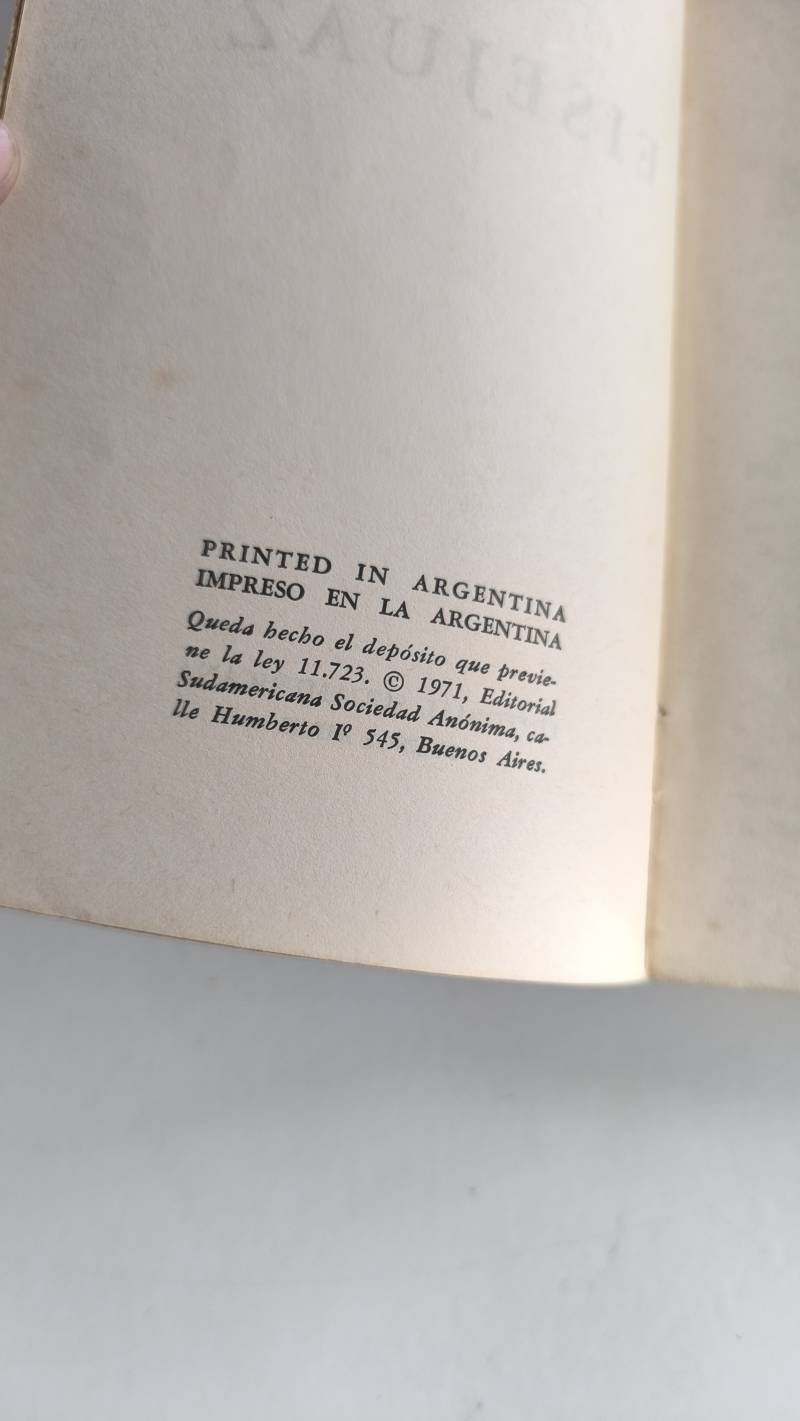 EISEJUAZ
PRINTED IN ARGENTINA
IMPRESO EN LA ARGENTINA
Queda hecho el depósito que previe-
ne la ley 11.723. © 1971, Editorial
Sudamericana Sociedad Anónima, ca-
lle Humberto Iº 545, Buenos Aires.